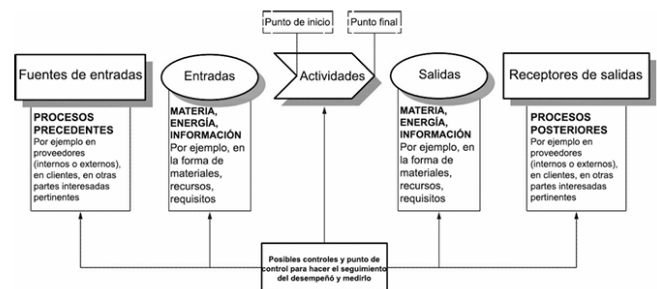 Punto de inicio
Punto final
Fuentes de entradas
Entradas
Actividades
Salidas
Receptores de salidas
PROCESOS
PRECEDENTES
Por ejemplo en
proveedores
(internos o externos),
en clientes, en otras
partes interesadas
pertinentes
MATERIA,
ENERGÍA,
INFORMACIÓN
Por ejemplo, en
la forma de
materiales,
recursos,
requisitos
MATERIA,
ENERGÍA,
INFORMACIÓN
Por ejemplo, en
la forma de
materiales,
recursos,
requisitos
PROCESOS
POSTERIORES
Por ejemplo en
proveedores
(internos o externos),
en clientes, en otras
partes interesadas
pertinentes
Posibles controles y punto de
control para hacer el seguimiento
del desempeñó y medirlo